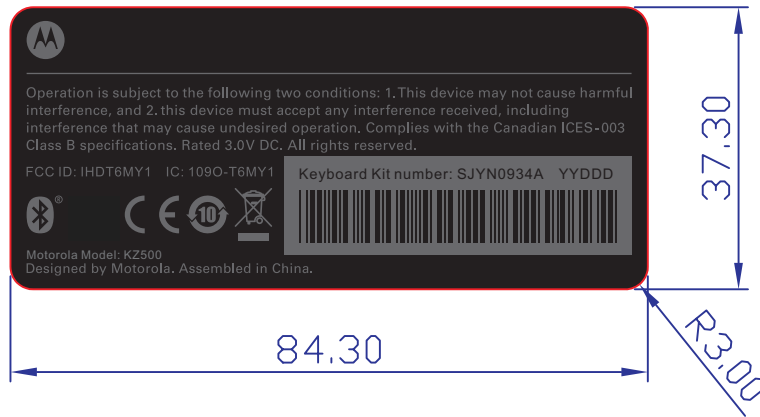 Operation is subject to the following two conditions: 1. This device may not cause harmful
interference, and 2. this device must accept any interference received, including
interference that may cause undesired operation. Complies with the Canadian ICES-003
Class B specifications. Rated 3.0V DC. All rights reserved.
FCC ID: IHDT6MY1 IC: 109O-T6MY1
Keyboard Kit number: SJYN0934A YYDDD
®
CE
10
Motorola Model: KZ500
Designed by Motorola. Assembled in China.
37.30
84.30
R3.00